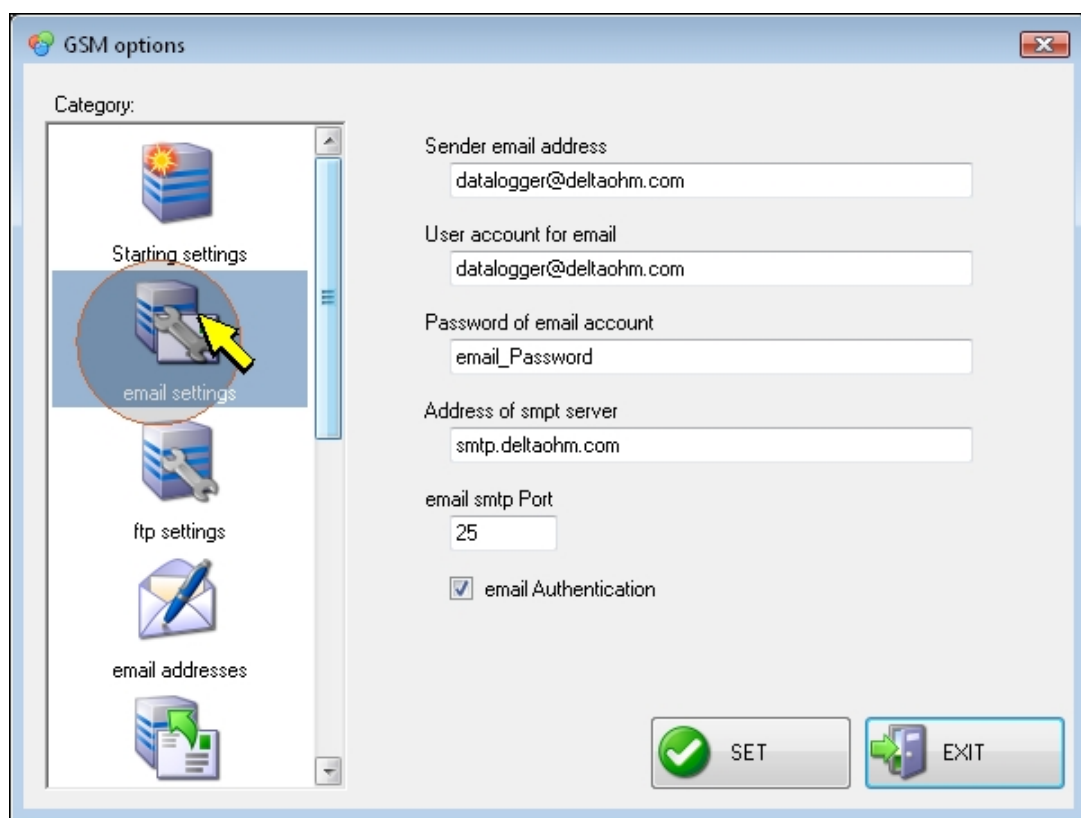 GSM options
Category:
Starting settings
email settings
ftp settings
email addresses
Sender email address
datalogger@deltaohm.com
User account for email
datalogger@deltaohm.com
Password of email account
email_Password
Address of smpt server
smtp.deltaohm.com
email smtp Port
25
email Authentication
SET
EXIT